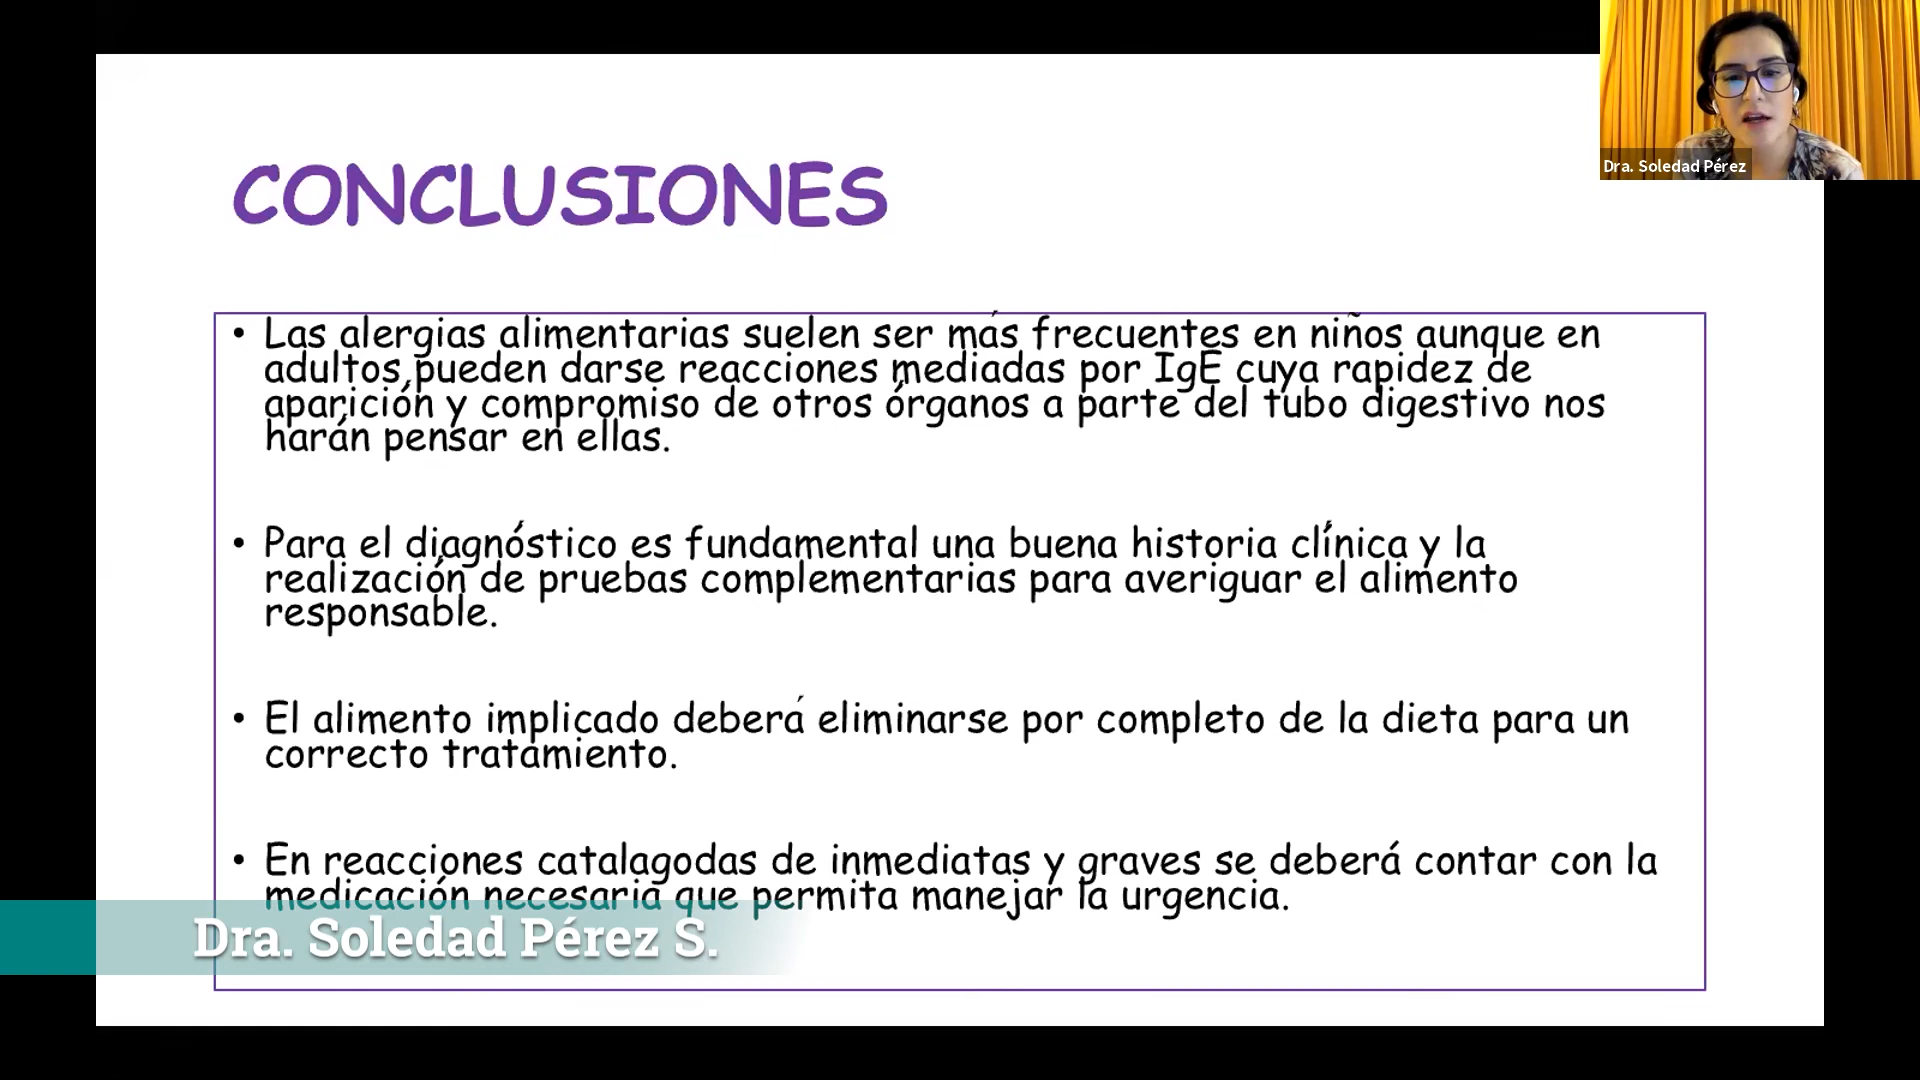 Dra. Soledad Pérez
CONCLUSIONES
• Las alergias alimentarias suelen ser más frecuentes en niños aunque en
adultos,pueden darse reacciones mediadas por IgE cuya rapidez de
aparición y compromiso de otros órganos a parte del tubo digestivo nos
harán pensar en ellas.
• Para el diagnóstico es fundamental una buena historia clínica y la
realización de pruebas complementarias para averiguar el alimento
responsable.
• El alimento implicado deberá eliminarse por completo de la dieta para un
correcto tratamiento.
• En reacciones catalagodas de inmediatas y graves se deberá contar con la
medicación necesaria que permita manejar la urgencia.
Dra. Soledad Pérez S.